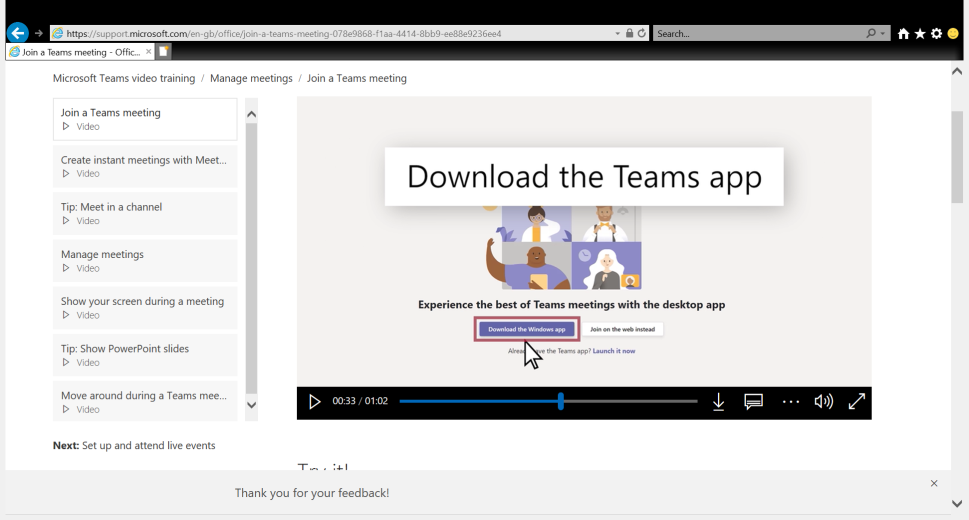 https://support.microsoft.com/en-gb/office/join-a-teams-meeting-078e9868-f1aa-4414-8bb9-ee88e9236ee4
Search...
Join a Teams meeting - Offic...
Microsoft Teams video training / Manage meetings / Join a Teams meeting
Join a Teams meeting
Video
Create instant meetings with Meet...
Video
Tip: Meet in a channel
Video
Manage meetings
Video
Show your screen during a meeting
Video
Tip: Show PowerPoint slides
Video
Move around during a Teams mee...
Video
Next: Set up and attend live events
Download the Teams app
Experience the best of Teams meetings with the desktop app
Download the Windows app
Join on the web instead
the Teams app? Launch it now
00:33 / 01:02
Try it!
Thank you for your feedback!